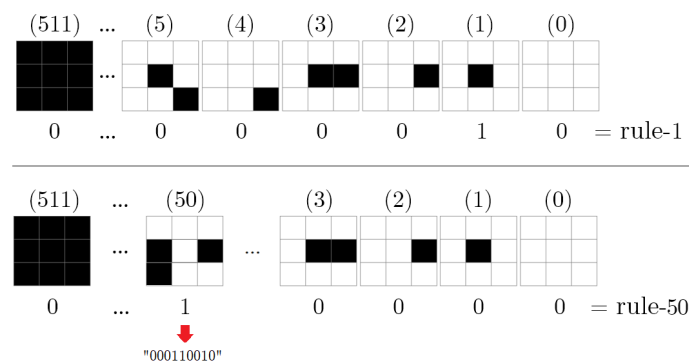 (511) ... (5) (4) (3) (2) (1) (0)
...
0 ... 0 0 0 0 1 0 = rule-1
(511) ... (50) (3) (2) (1) (0)
... ...
0 ... 1 0 0 0 0 = rule-50
"000110010"